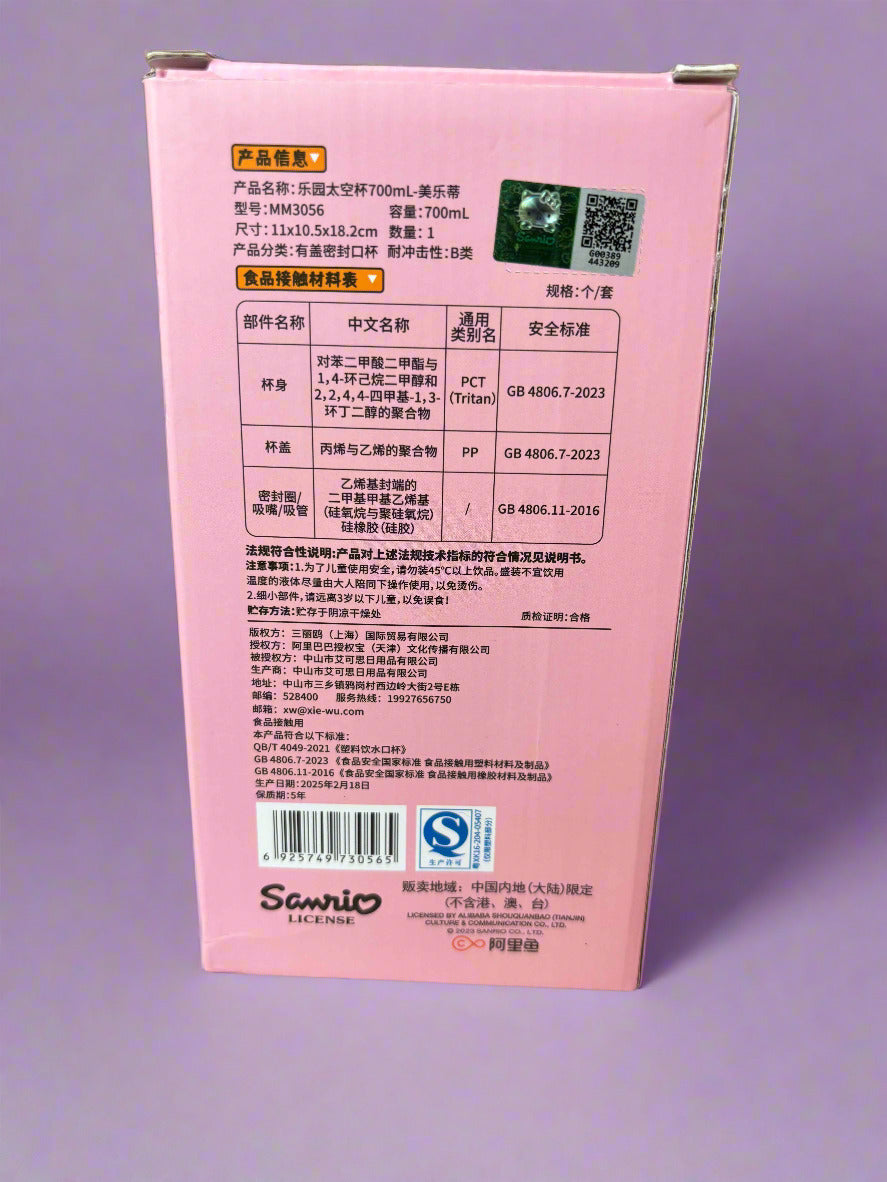 产品信息
产品名称:乐园太空杯700mL-美乐蒂
型号:MM3056 容量:700mL
尺寸:11x10.5x18.2cm 数量:1
产品分类:有盖密封口杯 耐冲击性:B类
Sanrio
G00389
443209
食品接触材料表
规格:个/套
部件名称 中文名称 通用类别名 安全标准
杯身
对苯二甲酸二甲酯与
1,4-环己烷二甲醇和
2,2,4,4-四甲基-1,3-
环丁二醇的聚合物
PCT
(Tritan)
GB 4806.7-2023
杯盖 丙烯与乙烯的聚合物 PP GB 4806.7-2023
密封圈/
吸嘴/吸管
乙烯基封端的
二甲基甲基乙烯基
(硅氧烷与聚硅氧烷)
硅橡胶(硅胶)
/
GB 4806.11-2016
法规符合性说明:产品对上述法规技术指标的符合情况见说明书。
注意事项:1.为了儿童使用安全,请勿装45℃以上饮品。盛装不宜饮用
温度的液体尽量由大人陪同下操作使用,以免烫伤。
2.细小部件,请远离3岁以下儿童,以免误食!
贮存方法:贮存于阴凉干燥处 质检证明:合格
版权方:三丽鸥(上海)国际贸易有限公司
授权方:阿里巴巴授权宝(天津)文化传播有限公司
被授权方:中山市艾可思日用品有限公司
生产商:中山市艾可思日用品有限公司
地址:中山市三乡镇鸦岗村西边岭大街2号E栋
邮编:528400 服务热线:19927656750
邮箱:xw@xie-wu.com
食品接触用
本产品符合以下标准:
QB/T 4049-2021《塑料饮水口杯》
GB 4806.7-2023《食品安全国家标准 食品接触用塑料材料及制品》
GB 4806.11-2016《食品安全国家标准 食品接触用橡胶材料及制品》
生产日期:2025年2月18日
保质期:5年
6 925749 730565
生产许可
粤XK16-204-05407
(仅限塑料部分)
Sanrio
LICENSE
贩卖地域:中国内地(大陆)限定
(不含港、澳、台)
LICENSED BY ALIBABA SHOUQUANBAO (TIANJIN)
CULTURE & COMMUNICATION CO., LTD.
© 2023 SANRIO CO., LTD.
阿里鱼